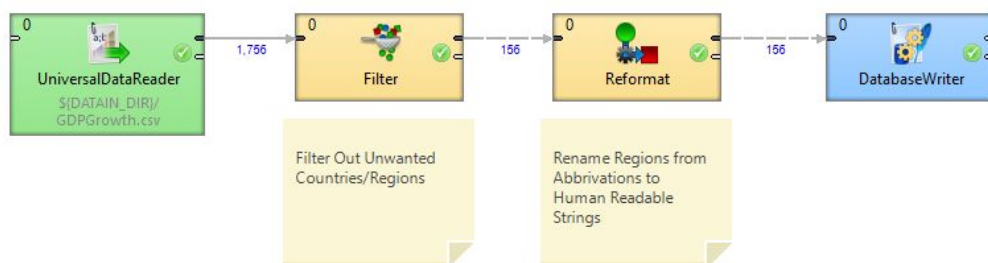 0
UniversalDataReader
${DATAIN_DIR}/
GDPGrowth.csv
1,756
0
Filter
156
0
Reformat
156
0
DatabaseWriter
Filter Out Unwanted
Countries/Regions
Rename Regions from
Abbrivations to
Human Readable
Strings